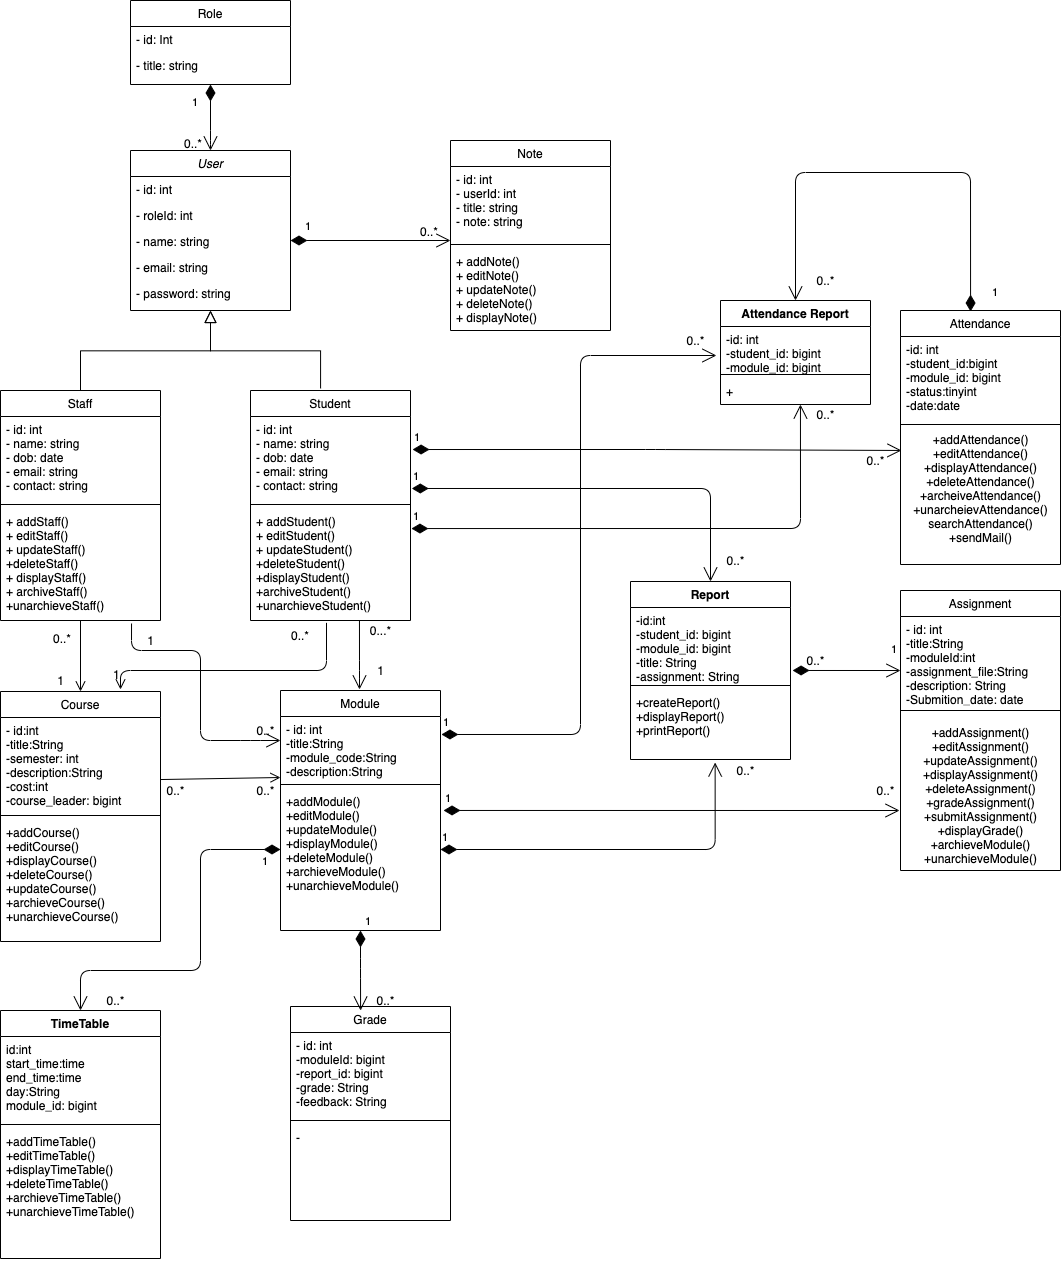 Role
- id: Int
- title: string
1
0..*
User
- id: int
- roleId: int
- name: string
- email: string
- password: string
1
0..*
Note
- id: int
- userId: int
- title: string
- note: string
+ addNote()
+ editNote()
+ updateNote()
+ deleteNote()
+ displayNote()
0..*
1
Attendance Report
-id: int
-student_id: bigint
-module_id: bigint
+
0..*
0..*
Attendance
-id: int
-student_id:bigint
-module_id: bigint
-status:tinyint
-date:date
+addAttendance()
+editAttendance()
+displayAttendance()
+deleteAttendance()
+archeiveAttendance()
+unarcheievAttendance()
searchAttendance()
+sendMail()
Staff
- id: int
- name: string
- dob: date
- email: string
- contact: string
+ addStaff()
+ editStaff()
+ updateStaff()
+deleteStaff()
+ displayStaff()
+ archiveStaff()
+unarchieveStaff()
Student
- id: int
- name: string
- dob: date
- email: string
- contact: string
+ addStudent()
+ editStudent()
+ updateStudent()
+deleteStudent()
+displayStudent()
+archiveStudent()
+unarchieveStudent()
1
0..*
1
1
0..*
0..*
1
0..*
0...*
1
1
1
Report
-id:int
-student_id: bigint
-module_id: bigint
-title: String
-assignment: String
+createReport()
+displayReport()
+printReport()
0..*
1
0..*
Assignment
- id: int
-title:String
-moduleId:int
-assignment_file:String
-description: String
-Submition_date: date
+addAssignment()
+editAssignment()
+updateAssignment()
+displayAssignment()
+deleteAssignment()
+gradeAssignment()
+submitAssignment()
+displayGrade()
+archieveModule()
+unarchieveModule()
Course
- id:int
-title:String
-semester: int
-description:String
-cost:int
-course_leader: bigint
+addCourse()
+editCourse()
+displayCourse()
+deleteCourse()
+updateCourse()
+archieveCourse()
+unarchieveCourse()
0..*
0..*
0..*
Module
- id: int
-title:String
-module_code:String
-description:String
+addModule()
+editModule()
+updateModule()
+displayModule()
+deleteModule()
+archieveModule()
+unarchieveModule()
1
1
0..*
1
1
1
0..*
0..*
TimeTable
id:int
start_time:time
end_time:time
day:String
module_id: bigint
+addTimeTable()
+editTimeTable()
+displayTimeTable()
+deleteTimeTable()
+archieveTimeTable()
+unarchieveTimeTable()
Grade
- id: int
-moduleId: bigint
-report_id: bigint
-grade: String
-feedback: String
-